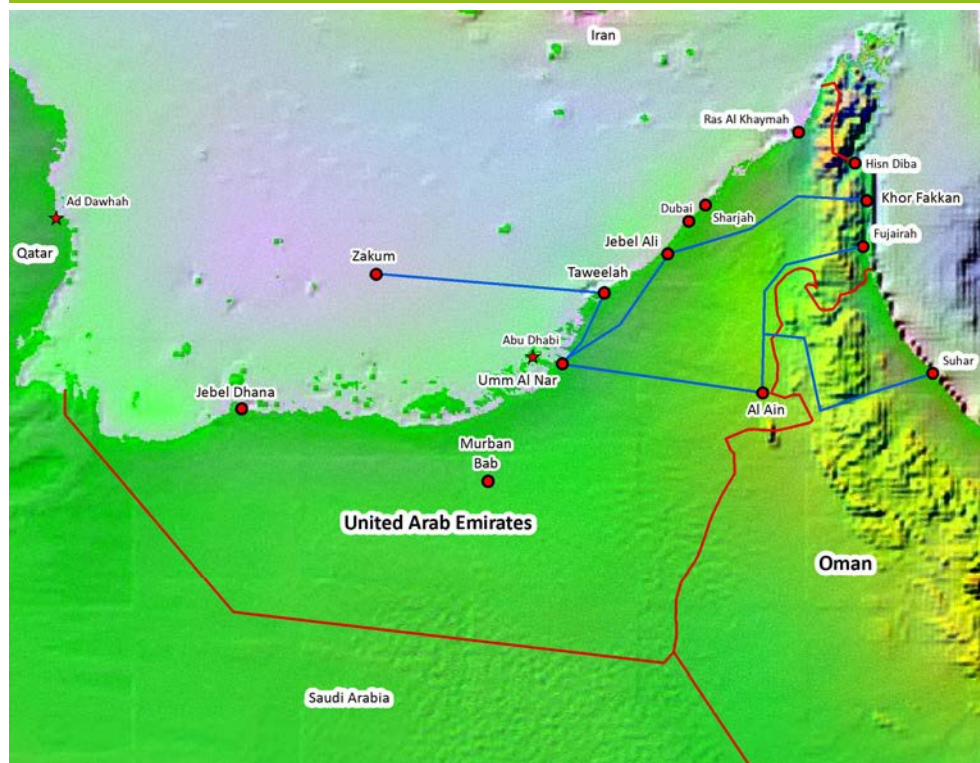 Iran
Ras Al Khaymah
Hisn Diba
Ad Dawhah
Khor Fakkan
Dubai
Sharjah
Qatar
Fujairah
Jebel Ali
Zakum
Taweelah
Abu Dhabi
Umm Al Nar
Suhar
Jebel Dhana
Al Ain
Murban
Bab
United Arab Emirates
Oman
Saudi Arabia